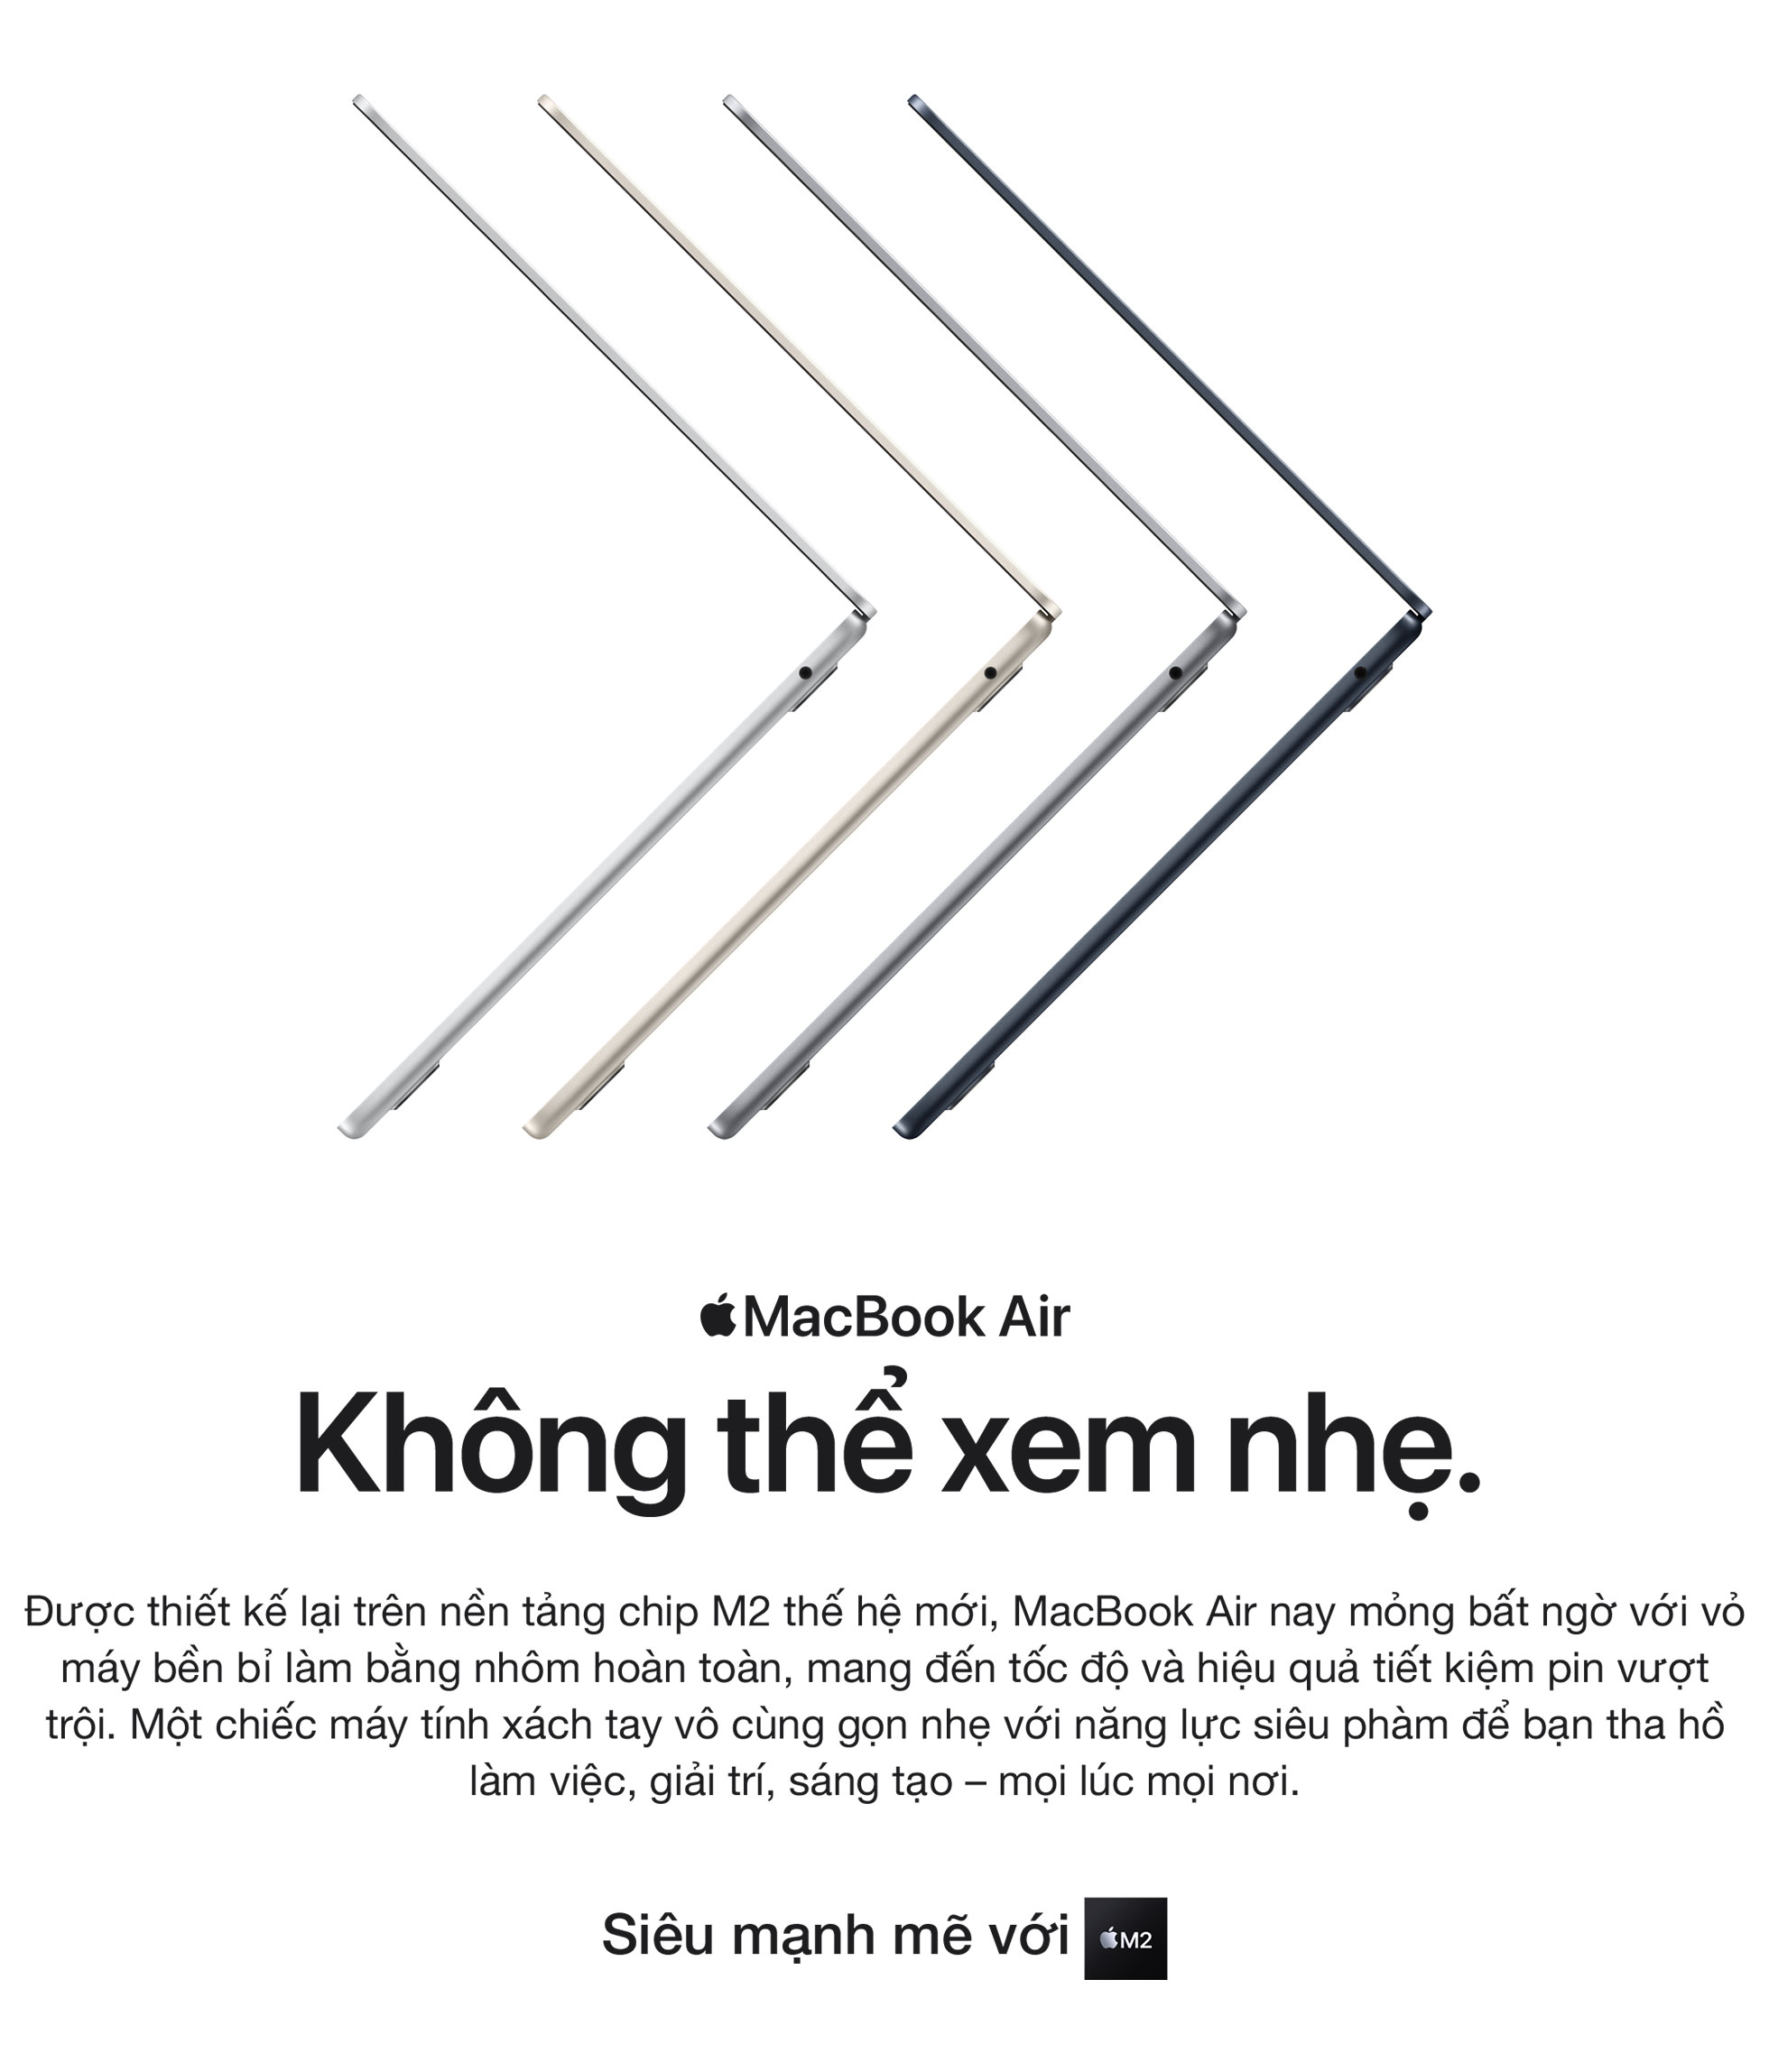 MacBook Air
Không thể xem nhẹ.
Được thiết kế lại trên nền tảng chip M2 thế hệ mới, MacBook Air nay mỏng bất ngờ với vỏ
máy bền bỉ làm bằng nhôm hoàn toàn, mang đến tốc độ và hiệu quả tiết kiệm pin vượt
trội. Một chiếc máy tính xách tay vô cùng gọn nhẹ với năng lực siêu phàm để bạn tha hồ
làm việc, giải trí, sáng tạo – mọi lúc mọi nơi.
Siêu mạnh mẽ với M2